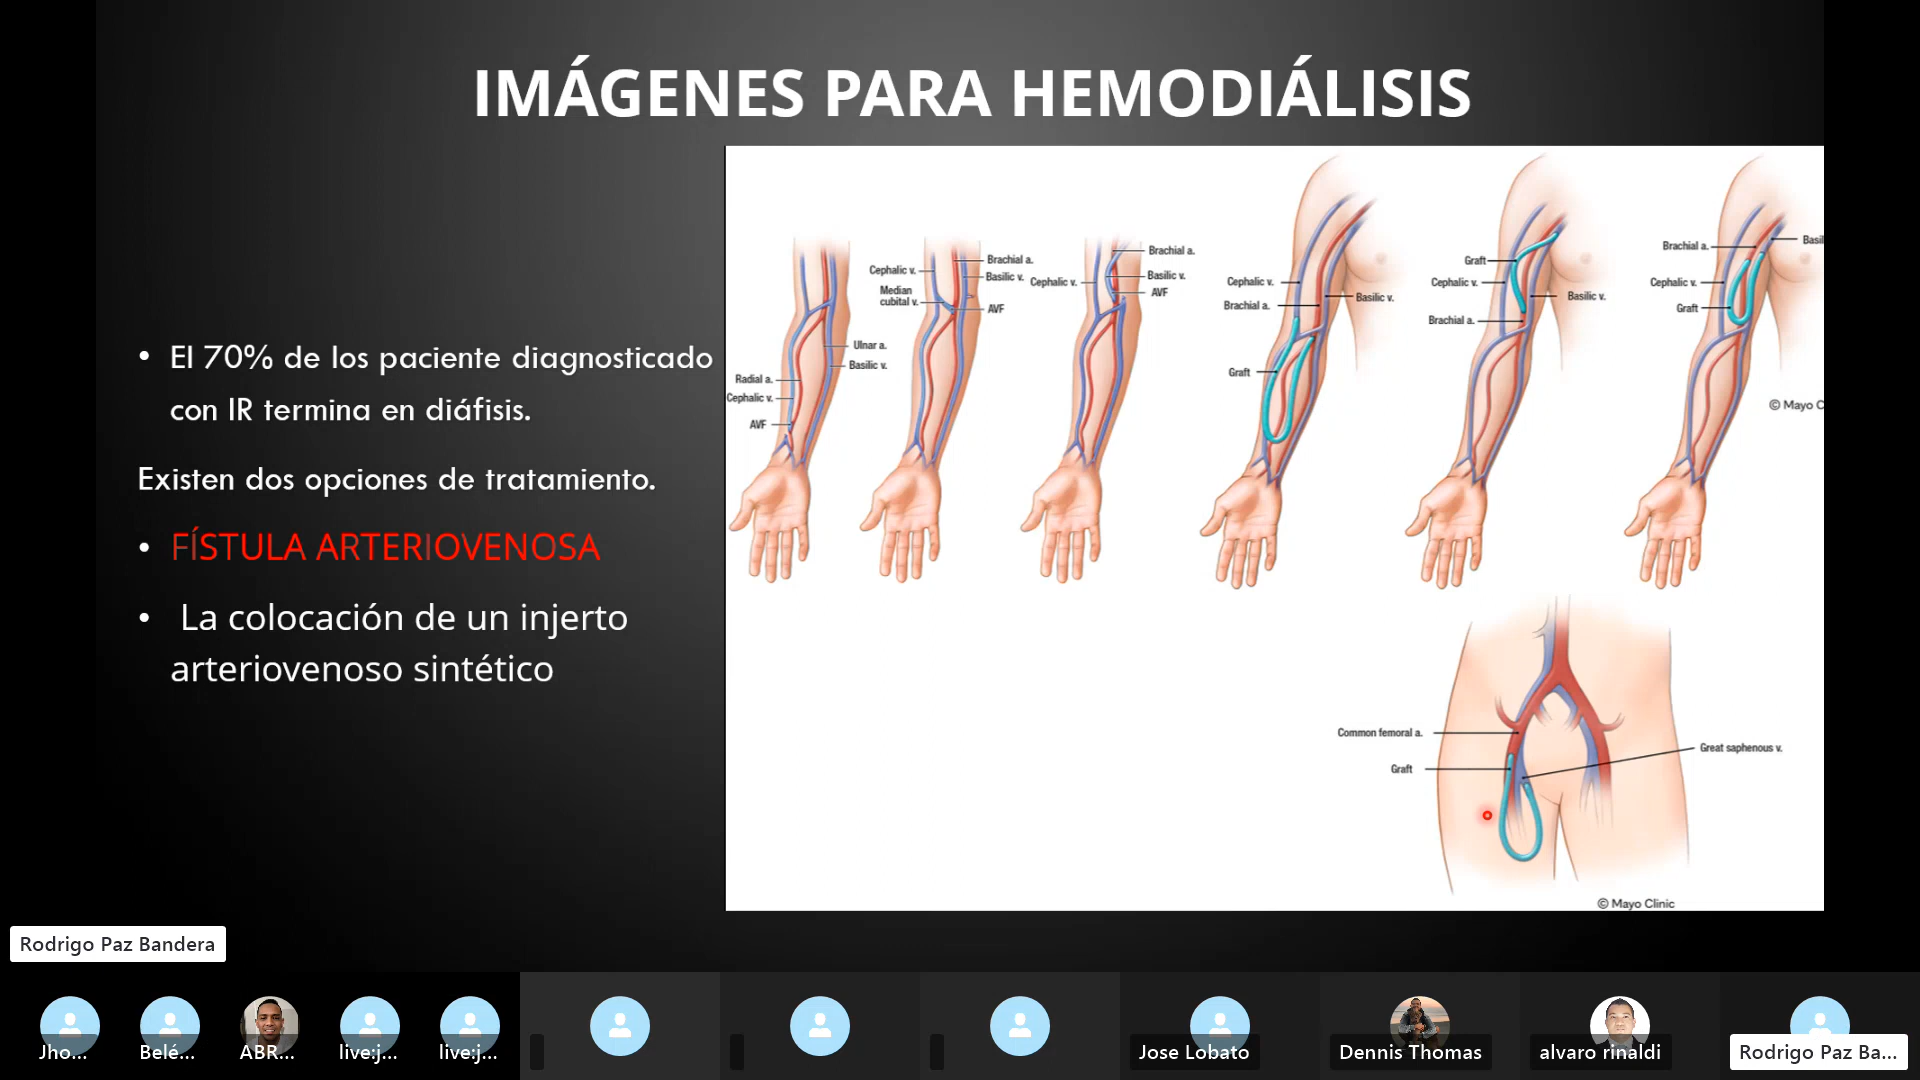 IMÁGENES PARA HEMODIÁLISIS
• El 70% de los paciente diagnosticado
con IR termina en diáfisis.
Existen dos opciones de tratamiento.
• FÍSTULA ARTERIOVENOSA
• La colocación de un injerto
arteriovenoso sintético
Radial a.
Cephalic v.
AVF
Ulnar a.
Basilic v.
Cephalic v.
Median
cubital v.
Brachial a.
Basilic v.
AVF
Cephalic v.
Brachial a.
Basilic v.
AVF
Cephalic v.
Brachial a.
Graft
Basilic v.
Graft
Cephalic v.
Brachial a.
Basilic v.
Brachial a.
Cephalic v.
Graft
Basil
© Mayo C
Common femoral a.
Graft
Great saphenous v.
© Mayo Clinic
Rodrigo Paz Bandera
Jho...
Belé...
ABR...
live:j...
live:j...
Jose Lobato
Dennis Thomas
alvaro rinaldi
Rodrigo Paz Ba...